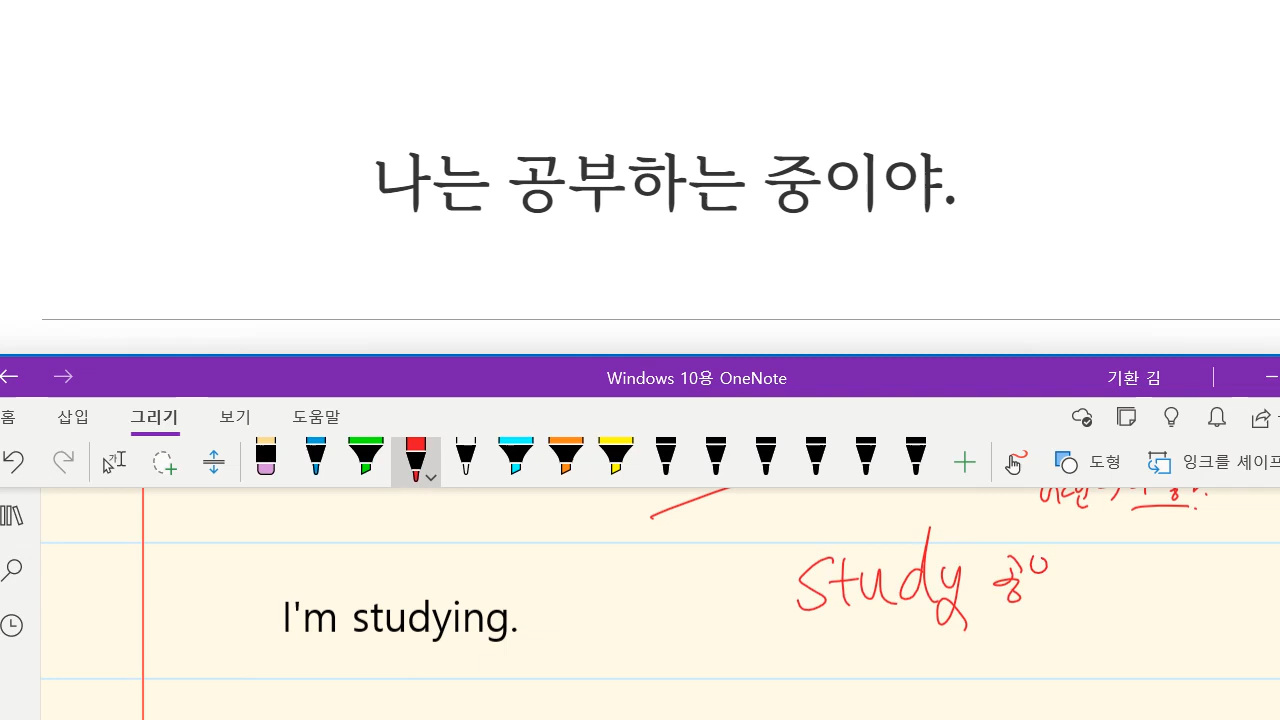 나는 공부하는 중이야.
Windows 10용 OneNote
기환 김
홈 삽입 그리기 보기 도움말
도형 잉크를 셰이프
study 중
I'm studying.